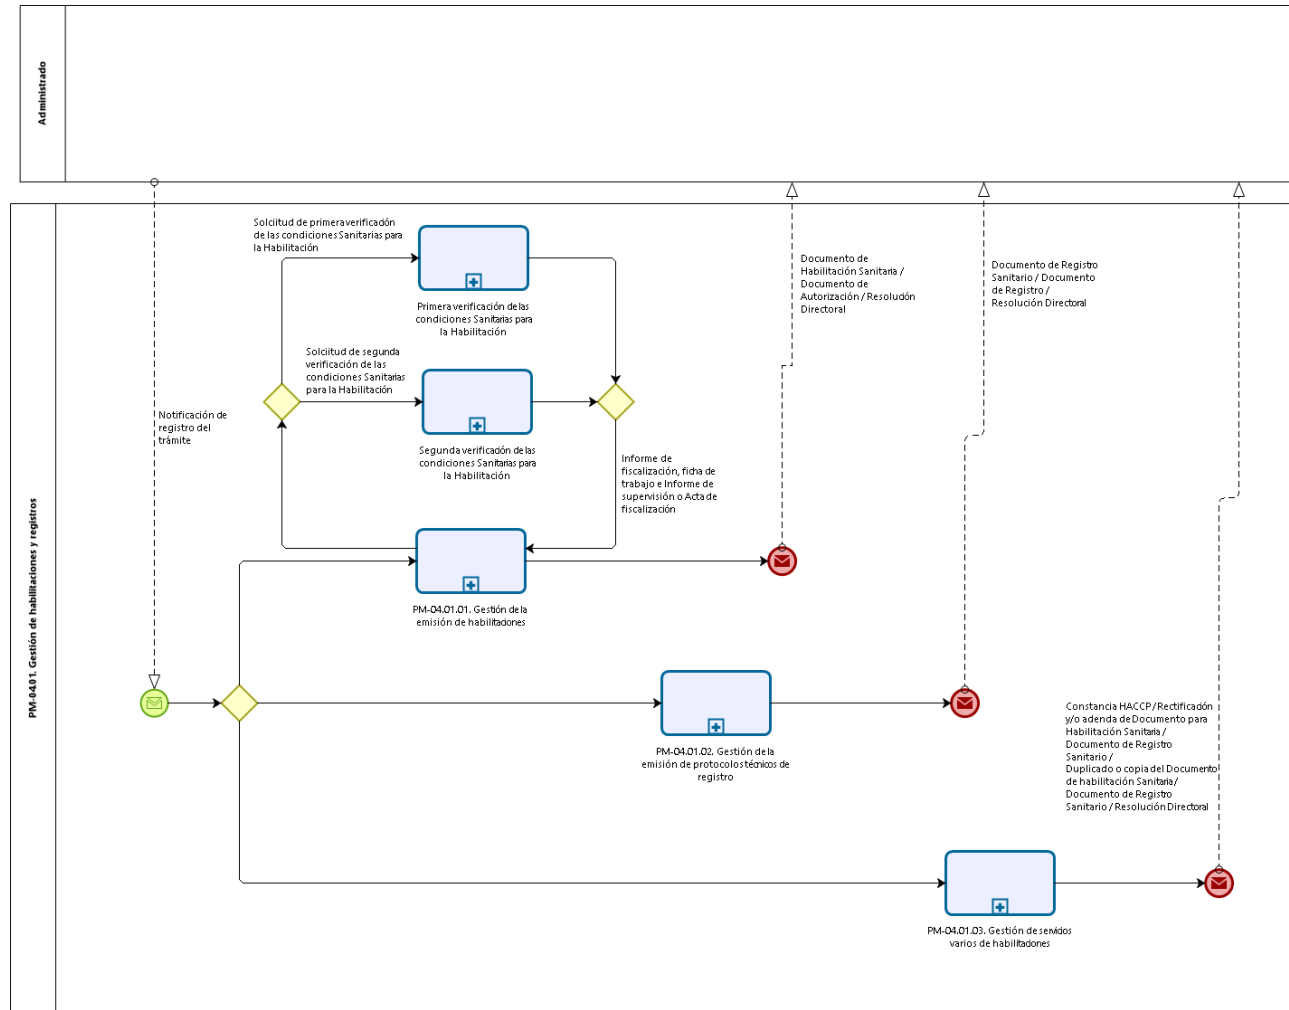 Administrado
PM-04.01. Gestión de habilitaciones y registros
Notificación de
registro del
trámite
Solciitud de primera verificación
de las condiciones Sanitarias para
la Habilitación
Primera verificación de las
condiciones Sanitarias para
la Habilitación
Solciitud de segunda
verificación de las
condiciones Sanitarias
para la Habilitación
Segunda verificación de las
condiciones Sanitarias para
la Habilitación
Informe de
fiscalización, ficha de
trabajo e Informe de
supervisión o Acta de
fiscalización
PM-04.01.01. Gestión de la
emisión de habilitaciones
Documento de
Habilitación Sanitaria /
Documento de
Autorización / Resolución
Directoral
Documento de Registro
Sanitario / Documento
de Registro /
Resolución Directoral
PM-04.01.02. Gestión de la
emisión de protocolos técnicos de
registro
Constancia HACCP / Rectificación
y/o adenda de Documento para
Habilitación Sanitaria /
Documento de Registro
Sanitario /
Duplicado o copia del Documento
de habilitación Sanitaria/
Documento de Registro
Sanitario / Resolución Directoral
PM-04.01.03. Gestión de servicios
varios de habilitaciones